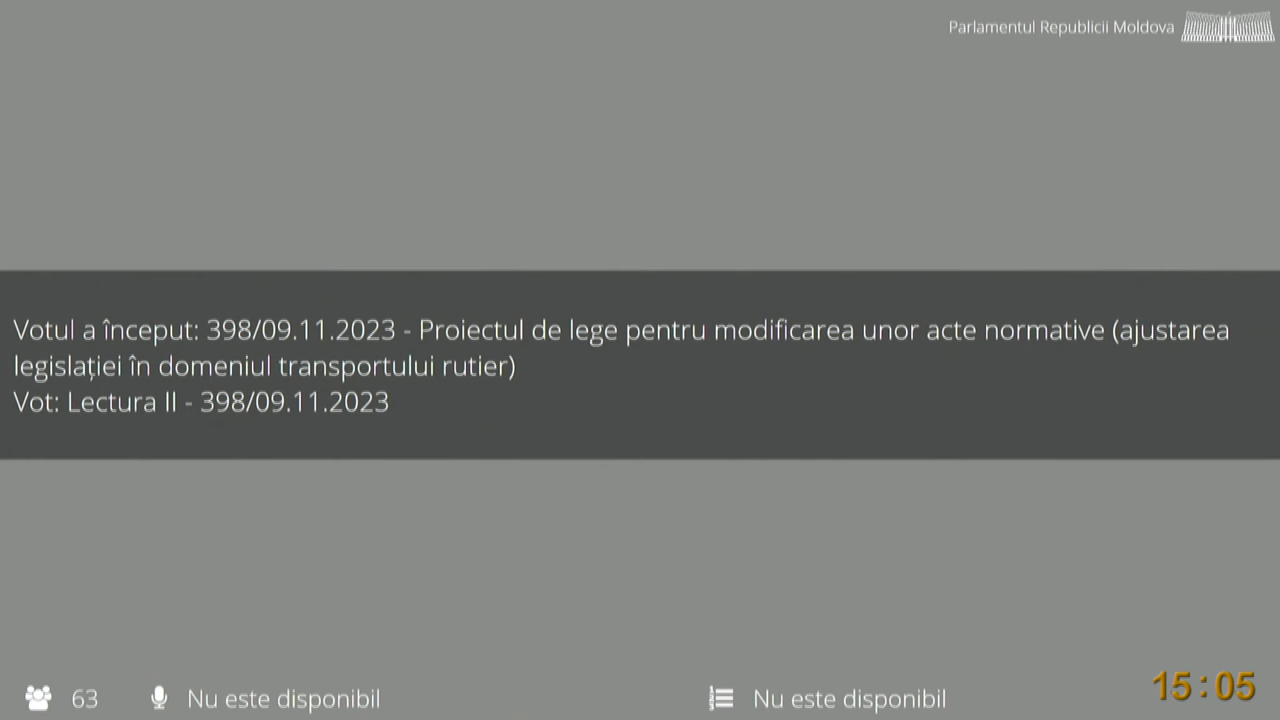 Parlamentul Republicii Moldova
Votul a început: 398/09.11.2023 - Proiectul de lege pentru modificarea unor acte normative (ajustarea
legislației în domeniul transportului rutier)
Vot: Lectura II - 398/09.11.2023
63 Nu este disponibil Nu este disponibil 15:05